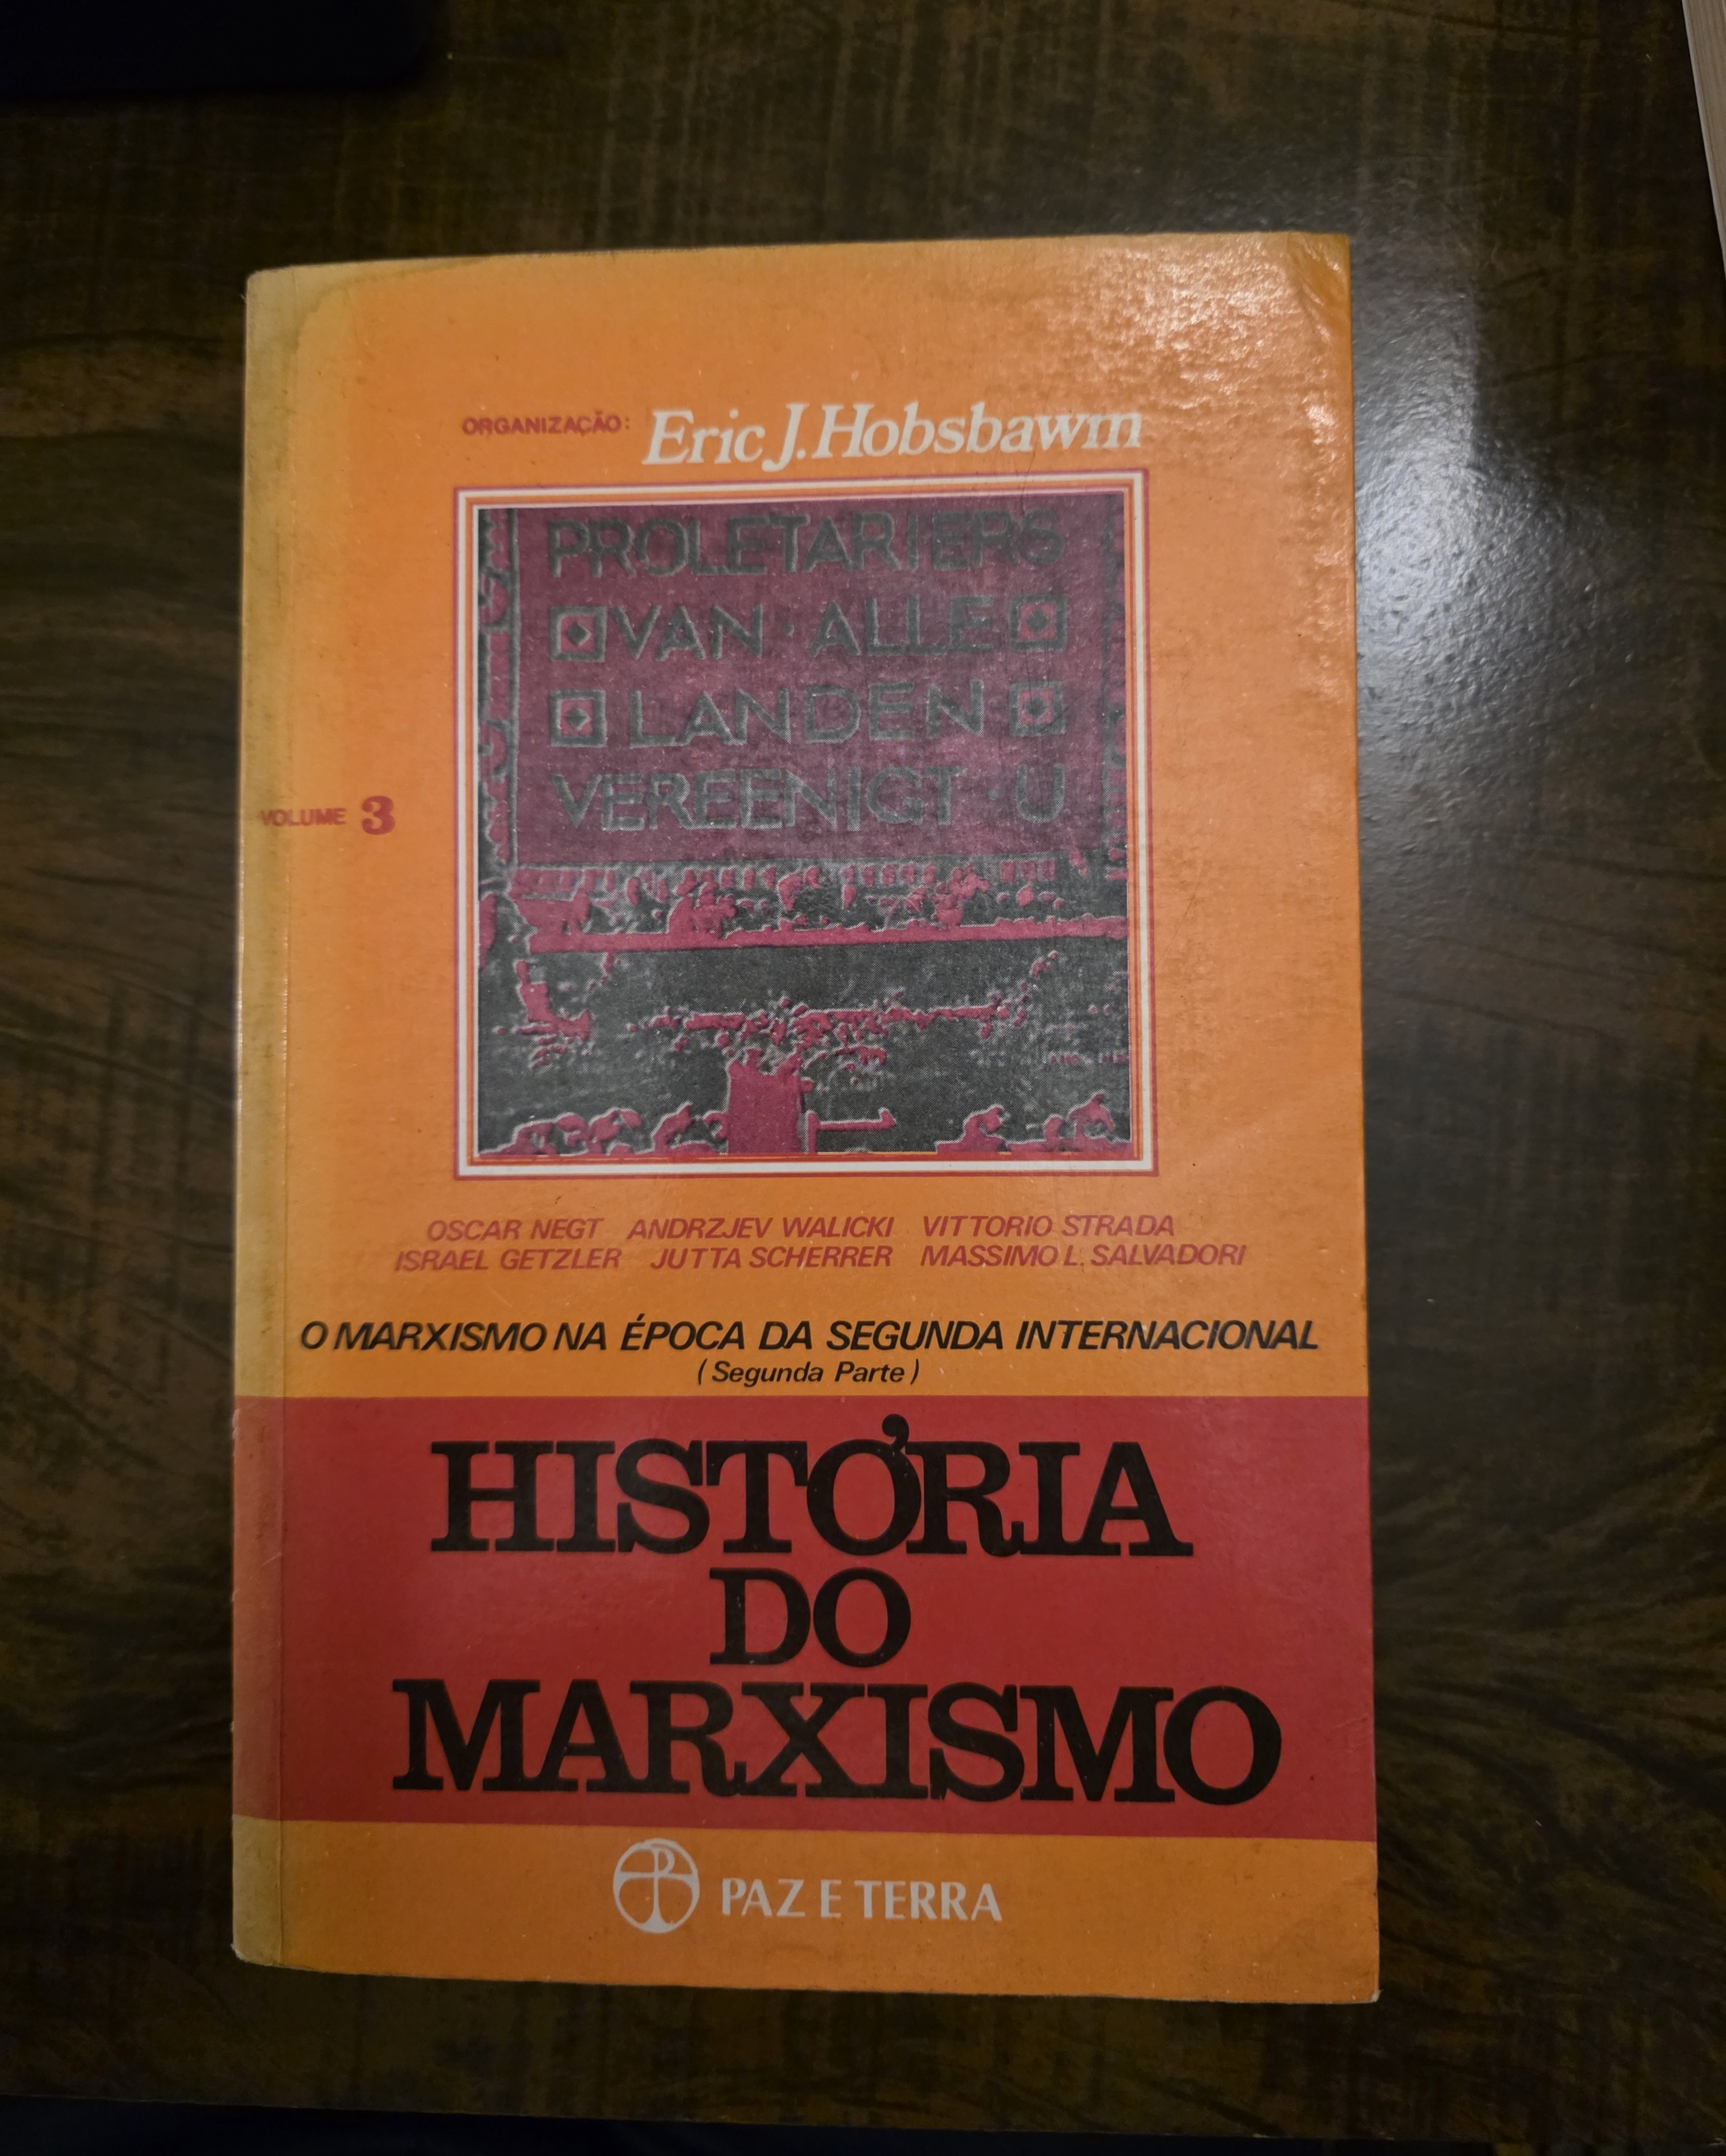 ORGANIZAÇÃO: Eric J. Hobsbawm
PROLETARIERS
VAN · ALLE
LANDEN
VEREENIGT · U
VOLUME 3
OSCAR NEGT ANDRZJEV WALICKI VITTORIO STRADA
ISRAEL GETZLER JUTTA SCHERRER MASSIMO L. SALVADORI
O MARXISMO NA ÉPOCA DA SEGUNDA INTERNACIONAL
(Segunda Parte)
HISTÓRIA
DO
MARXISMO
PAZ E TERRA